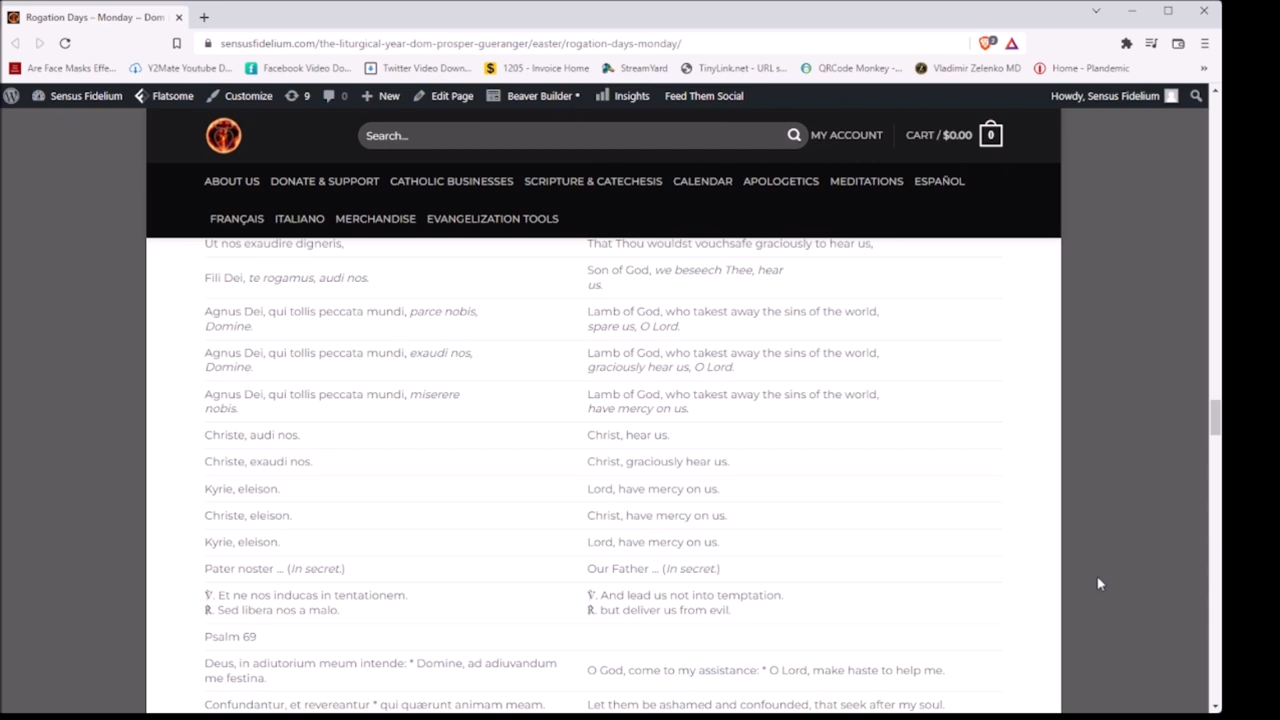 Rogation Days – Monday – Dom
sensusfidelium.com/the-liturgical-year-dom-prosper-gueranger/easter/rogation-days-monday/
Are Face Masks Effe... Y2Mate Youtube D... Facebook Video Do... Twitter Video Down... 1205 - Invoice Home StreamYard TinyLink.net - URL s... QRCode Monkey -... Vladimir Zelenko MD Home - Plandemic »
Sensus Fidelium Flatsome Customize 9 0 New Edit Page Beaver Builder Insights Feed Them Social Howdy, Sensus Fidelium
Search... MY ACCOUNT CART / $0.00 0
ABOUT US DONATE & SUPPORT CATHOLIC BUSINESSES SCRIPTURE & CATECHESIS CALENDAR APOLOGETICS MEDITATIONS ESPAÑOL
FRANÇAIS ITALIANO MERCHANDISE EVANGELIZATION TOOLS
Ut nos exaudire digneris,
That Thou wouldst vouchsafe graciously to hear us,
Fili Dei, te rogamus, audi nos.
Son of God, we beseech Thee, hear
us.
Agnus Dei, qui tollis peccata mundi, parce nobis,
Domine.
Lamb of God, who takest away the sins of the world,
spare us, O Lord.
Agnus Dei, qui tollis peccata mundi, exaudi nos,
Domine.
Lamb of God, who takest away the sins of the world,
graciously hear us, O Lord.
Agnus Dei, qui tollis peccata mundi, miserere
nobis.
Lamb of God, who takest away the sins of the world,
have mercy on us.
Christe, audi nos.
Christ, hear us.
Christe, exaudi nos.
Christ, graciously hear us.
Kyrie, eleison.
Lord, have mercy on us.
Christe, eleison.
Christ, have mercy on us.
Kyrie, eleison.
Lord, have mercy on us.
Pater noster ... (In secret.)
Our Father ... (In secret.)
℣. Et ne nos inducas in tentationem.
℟. Sed libera nos a malo.
℣. And lead us not into temptation.
℟. but deliver us from evil.
Psalm 69
Deus, in adiutorium meum intende: * Domine, ad adiuvandum
me festina.
O God, come to my assistance: * O Lord, make haste to help me.
Confundantur, et revereantur * qui quærunt animam meam.
Let them be ashamed and confounded, that seek after my soul.